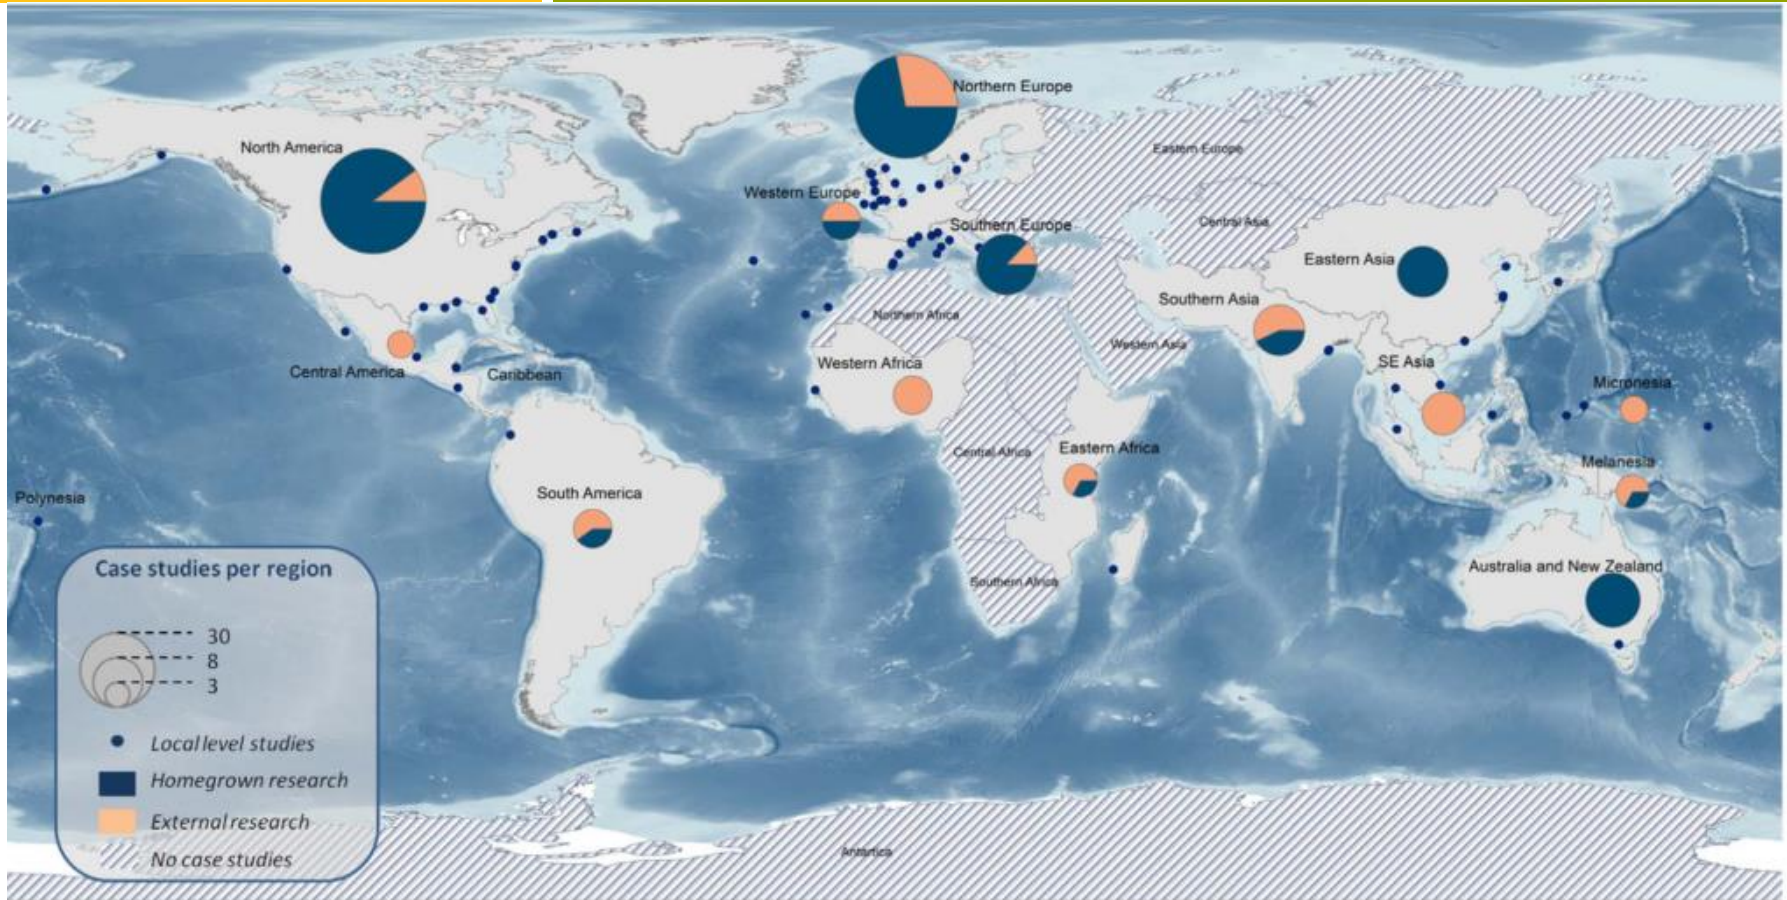 Northern Europe
North America
Eastern Europe
Western Europe
Southern Europe
Central Asia
Eastern Asia
Southern Asia
Northern Africa
Western Asia
Western Africa
SE Asia
Central America
Caribbean
Micronesia
Eastern Africa
Central Africa
Melanesia
South America
Polynesia
Australia and New Zealand
Southern Africa
Case studies per region
30
8
3
Local level studies
Homegrown research
External research
No case studies
Antartica